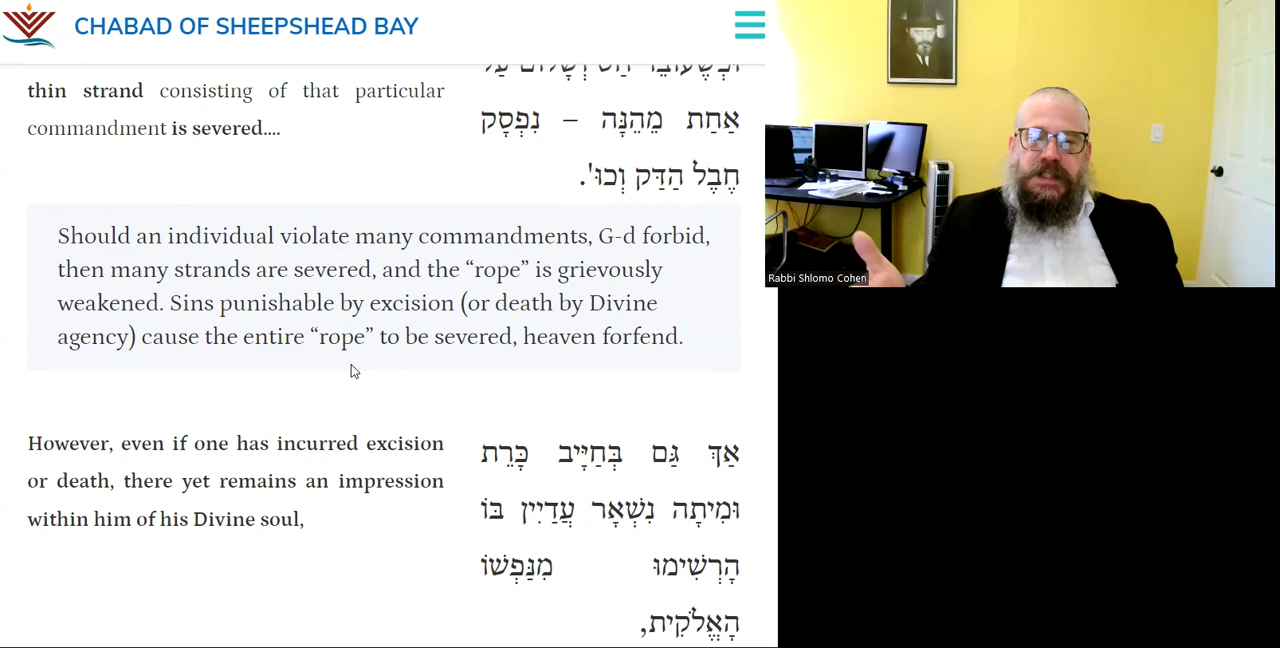 CHABAD OF SHEEPSHEAD BAY
thin strand consisting of that particular
commandment is severed....
אַחַת מֵהֵנָּה – נִפְסָק
חֶבֶל הַדַּק וְכוּ'.
Should an individual violate many commandments, G-d forbid,
then many strands are severed, and the “rope” is grievously
weakened. Sins punishable by excision (or death by Divine
agency) cause the entire “rope” to be severed, heaven forfend.
However, even if one has incurred excision
or death, there yet remains an impression
within him of his Divine soul,
אַךְ גַּם בְּחַיָּיב כָּרֵת
וּמִיתָה נִשְׁאָר עֲדַיִין בּוֹ
הָרְשִׁימוּ מִנַּפְשׁוֹ
הָאֱלֹקִית,
Rabbi Shlomo Cohen